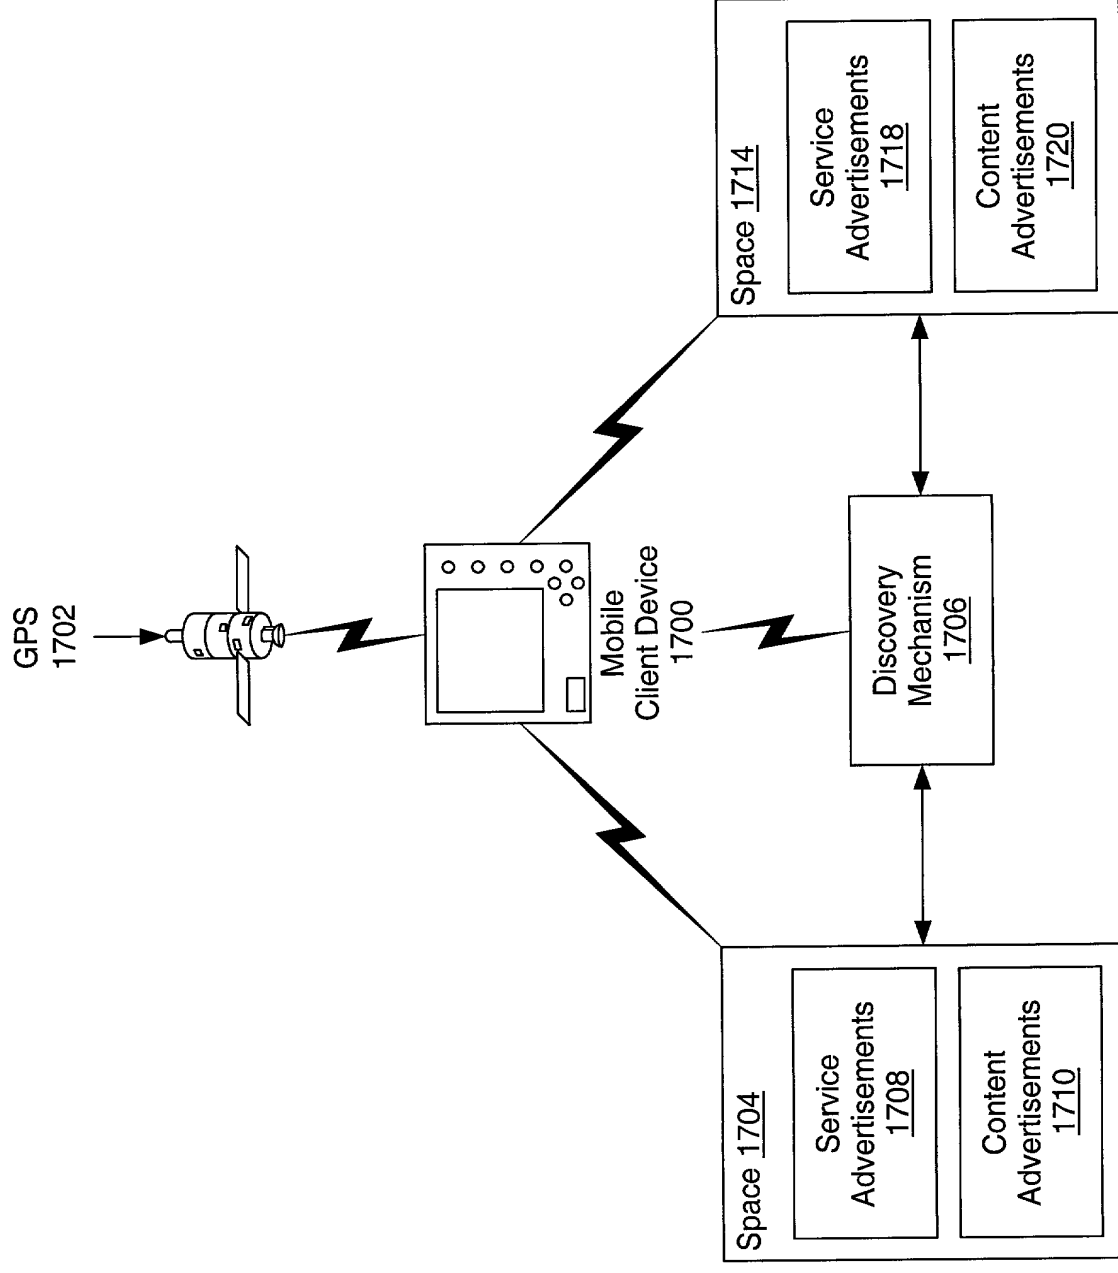 GPS
1702
Mobile
Client Device
1700
Discovery
Mechanism
1706
Space 1704
Service
Advertisements
1708
Content
Advertisements
1710
Space 1714
Service
Advertisements
1718
Content
Advertisements
1720